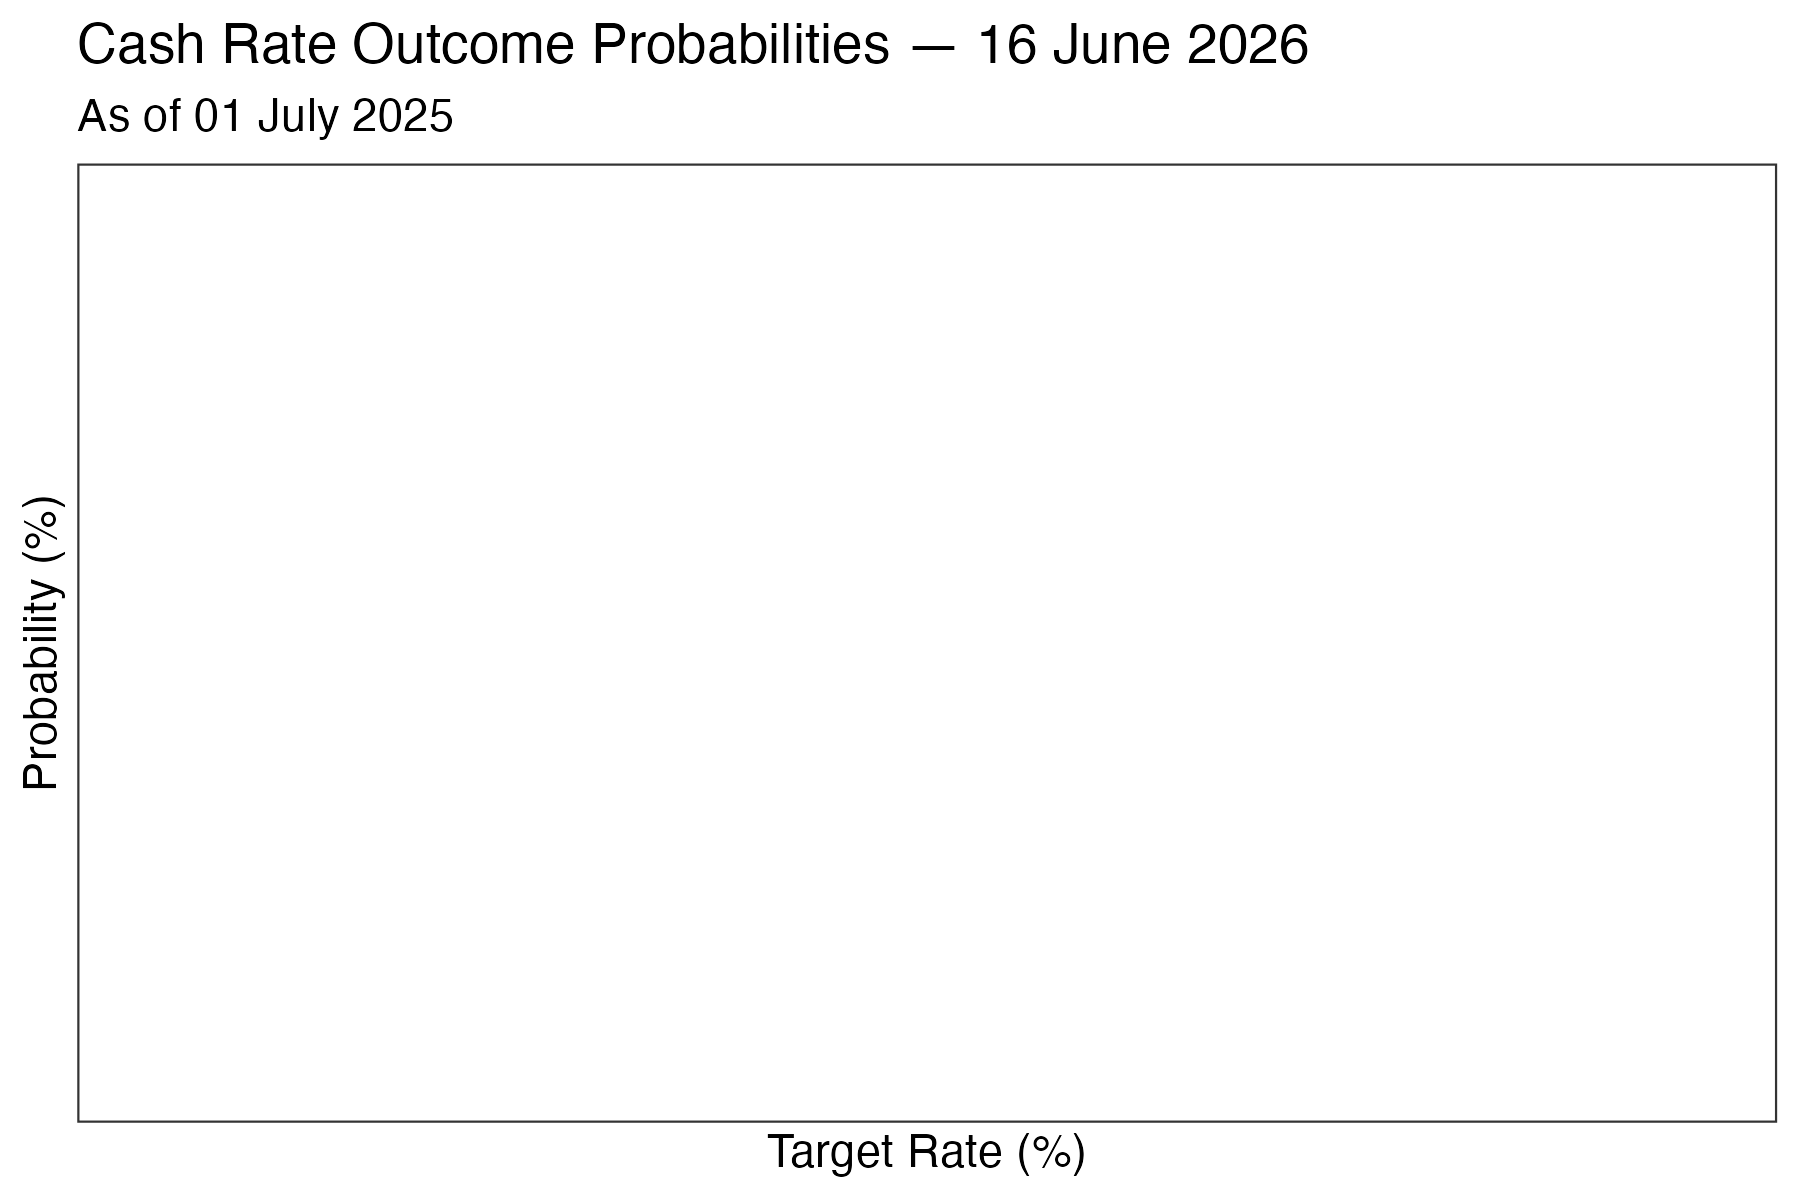 Cash Rate Outcome Probabilities — 16 June 2026
As of 01 July 2025
Probability (%)
Target Rate (%)